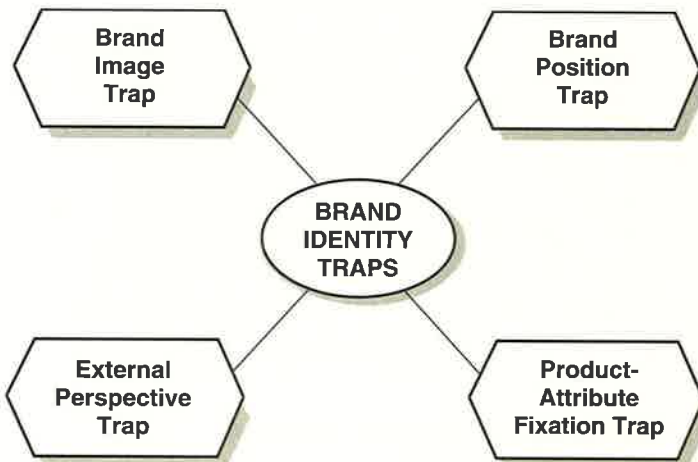 Brand
Image
Trap
Brand
Position
Trap
BRAND
IDENTITY
TRAPS
External
Perspective
Trap
Product-
Attribute
Fixation Trap